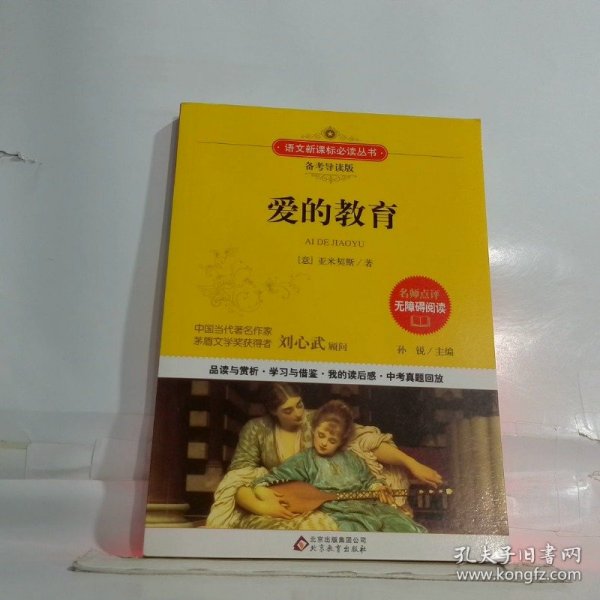 语文新课标必读丛书
备考导读版
爱的教育
AI DE JIAOYU
[意] 亚米契斯／著
名师点评
无障碍阅读
中国当代著名作家
茅盾文学奖获得者 刘心武 顾问
孙 锐／主编
品读与赏析·学习与借鉴·我的读后感·中考真题回放
北京出版集团公司
北京教育出版社
孔夫子旧书网
www.kongfz.com